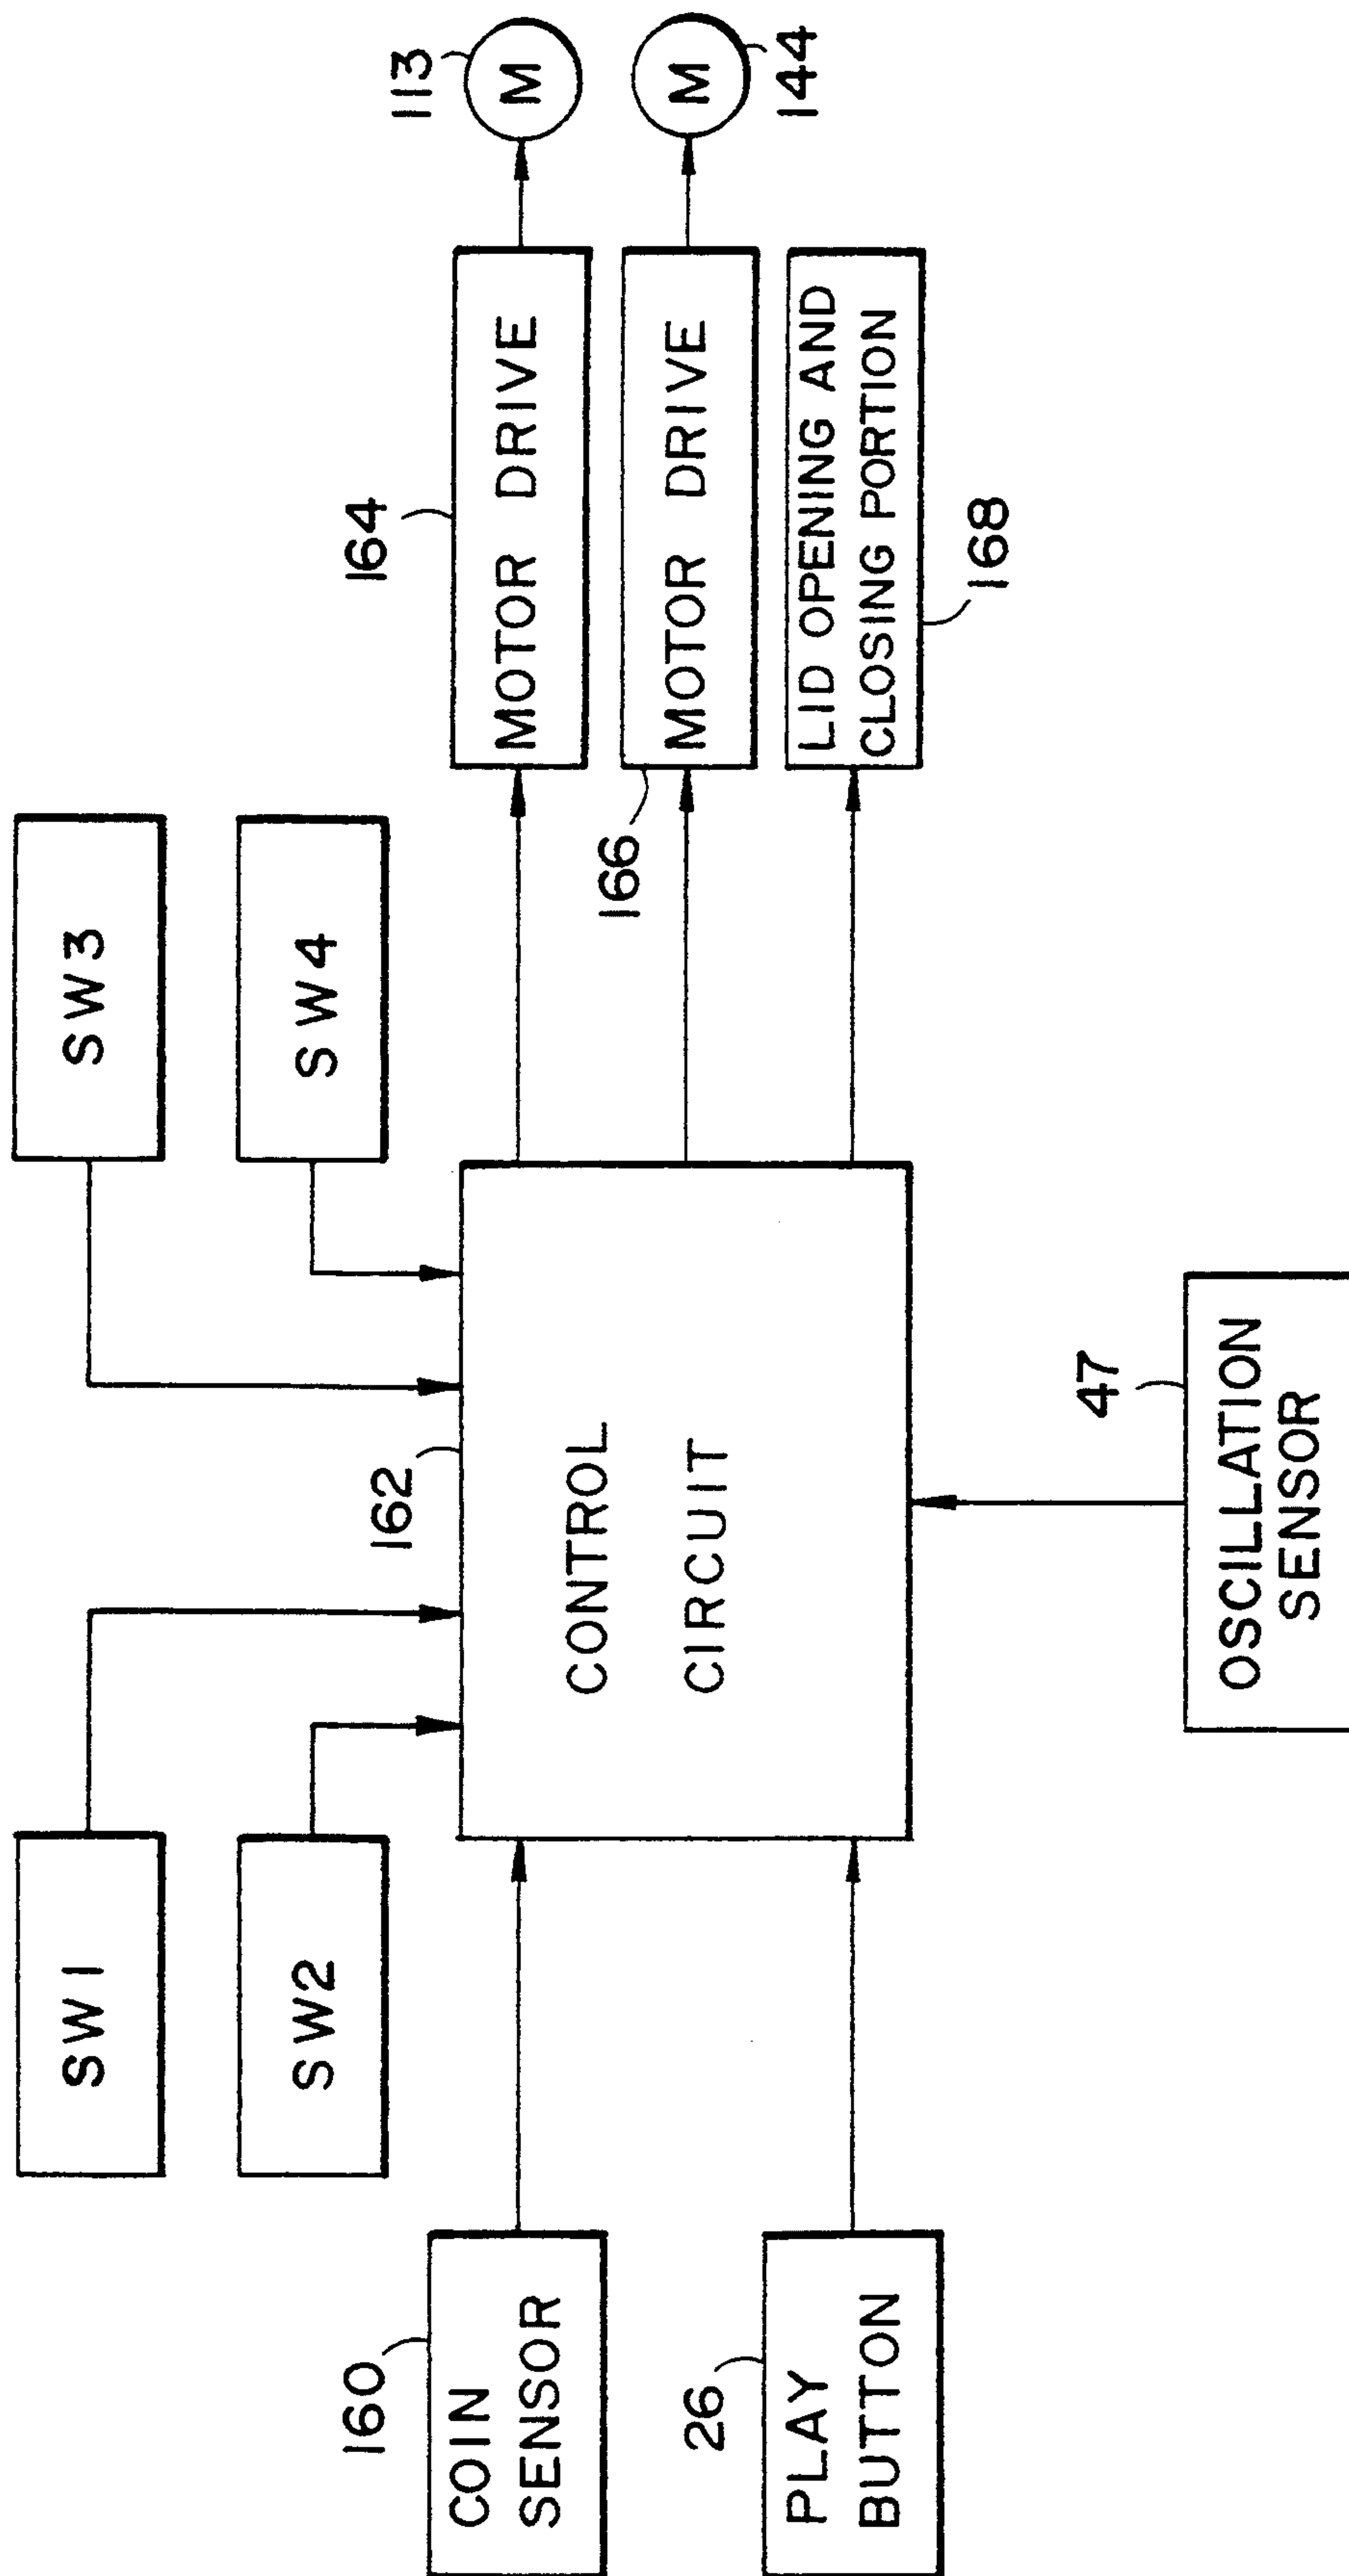 SW1
SW3
SW2
SW4
160
COIN
SENSOR
162
CONTROL
CIRCUIT
164
MOTOR DRIVE
113
M
26
PLAY
BUTTON
166
MOTOR DRIVE
M
144
LID OPENING AND
CLOSING PORTION
168
47
OSCILLATION
SENSOR